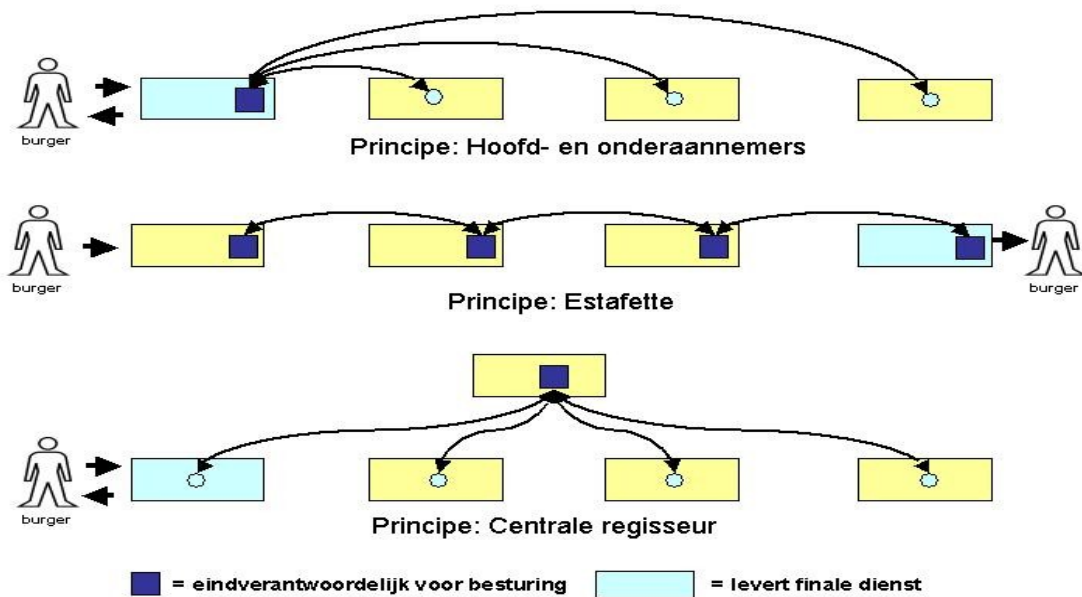 burger
Principe: Hoofd- en onderaannemers
burger
burger
Principe: Estafette
burger
Principe: Centrale regisseur
= eindverantwoordelijk voor besturing = levert finale dienst